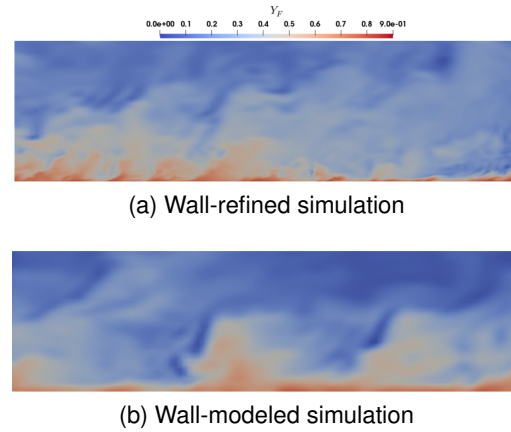 Y_F
0.0e+00 0.1 0.2 0.3 0.4 0.5 0.6 0.7 0.8 9.0e-01
(a) Wall-refined simulation
(b) Wall-modeled simulation